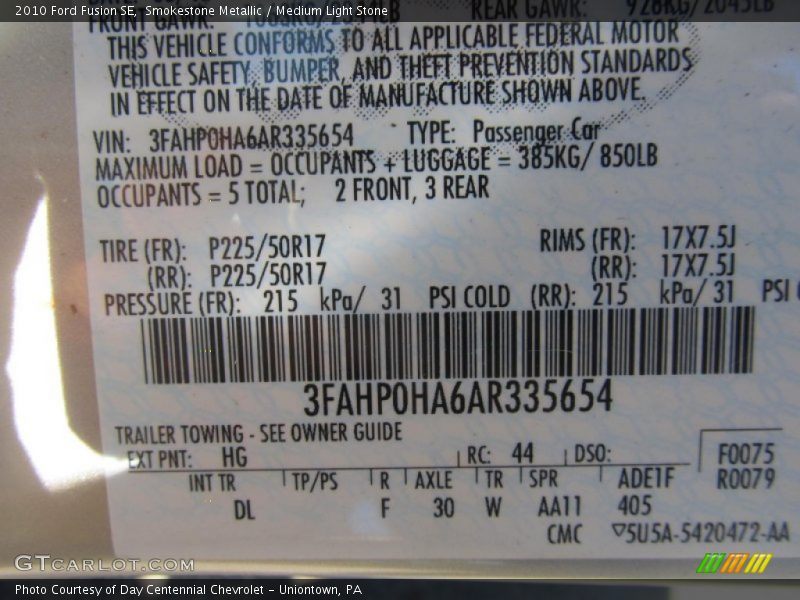 2010 Ford Fusion SE, Smokestone Metallic / Medium Light Stone
FRONT GAWR: REAR GAWR: 928KG/2045LB
THIS VEHICLE CONFORMS TO ALL APPLICABLE FEDERAL MOTOR
VEHICLE SAFETY, BUMPER, AND THEFT PREVENTION STANDARDS
IN EFFECT ON THE DATE OF MANUFACTURE SHOWN ABOVE.
VIN: 3FAHP0HA6AR335654 TYPE: Passenger Car
MAXIMUM LOAD = OCCUPANTS + LUGGAGE = 385KG/ 850LB
OCCUPANTS = 5 TOTAL; 2 FRONT, 3 REAR
TIRE (FR): P225/50R17 RIMS (FR): 17X7.5J
(RR): P225/50R17 (RR): 17X7.5J
PRESSURE (FR): 215 kPa/ 31 PSI COLD (RR): 215 kPa/ 31 PSI
3FAHP0HA6AR335654
TRAILER TOWING - SEE OWNER GUIDE
EXT PNT: HG RC: 44 DSO: F0075
INT TR TP/PS R AXLE TR SPR ADE1F R0079
DL F 30 W AA11 405
CMC ▽5U5A-5420472-AA
GTCARLOT.COM
Photo Courtesy of Day Centennial Chevrolet – Uniontown, PA